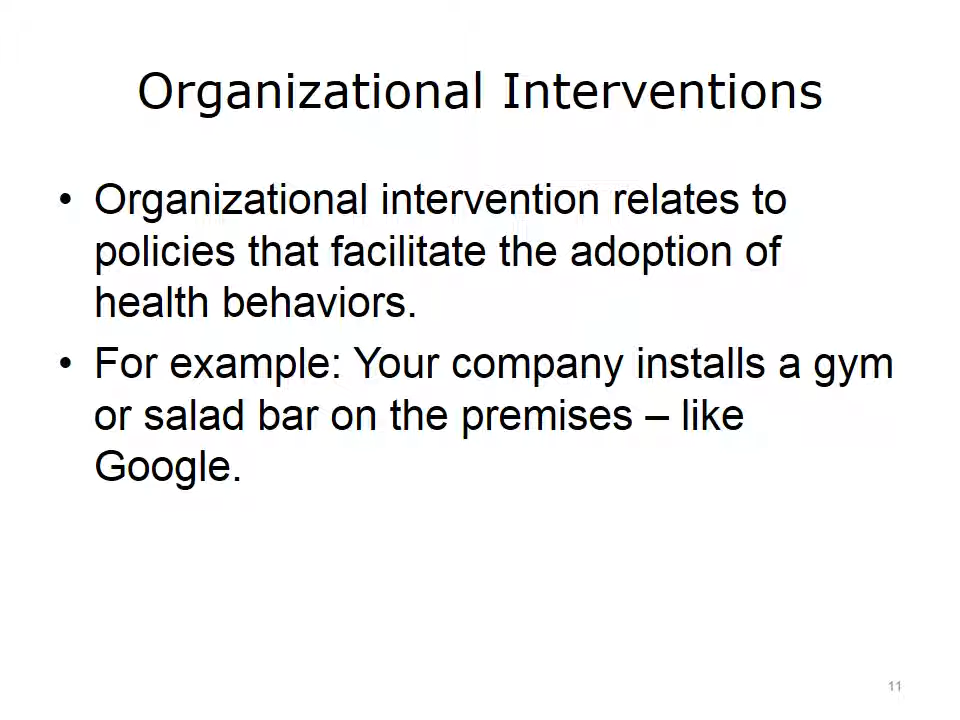 Organizational Interventions
• Organizational intervention relates to
policies that facilitate the adoption of
health behaviors.
• For example: Your company installs a gym
or salad bar on the premises – like
Google.
11